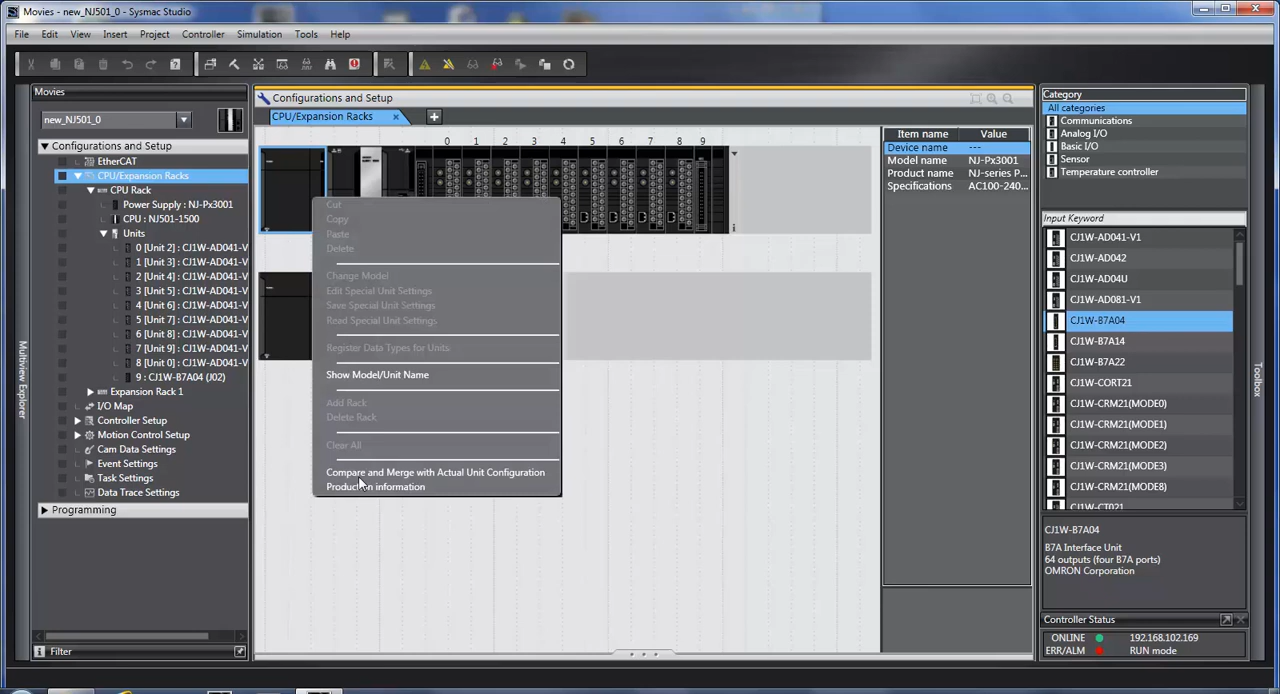 Movies - new_NJ501_0 - Sysmac Studio
File Edit View Insert Project Controller Simulation Tools Help
Multiview Explorer
Movies
new_NJ501_0
Configurations and Setup
EtherCAT
CPU/Expansion Racks
CPU Rack
Power Supply : NJ-Px3001
CPU : NJ501-1500
Units
0 [Unit 2] : CJ1W-AD041-V
1 [Unit 3] : CJ1W-AD041-V
2 [Unit 4] : CJ1W-AD041-V
3 [Unit 5] : CJ1W-AD041-V
4 [Unit 6] : CJ1W-AD041-V
5 [Unit 7] : CJ1W-AD041-V
6 [Unit 8] : CJ1W-AD041-V
7 [Unit 0] : CJ1W-AD041-V
8 [Unit 0] : CJ1W-AD041-V
9 : CJ1W-B7A04 (J02)
Expansion Rack 1
I/O Map
Controller Setup
Motion Control Setup
Cam Data Settings
Event Settings
Task Settings
Data Trace Settings
Programming
Filter
Configurations and Setup
CPU/Expansion Racks
0 1 2 3 4 5 6 7 8 9
Cut
Copy
Paste
Delete
Change Model
Edit Special Unit Settings
Save Special Unit Settings
Read Special Unit Settings
Register Data Types for Units
Show Model/Unit Name
Add Rack
Delete Rack
Clear All
Compare and Merge with Actual Unit Configuration
Production information
Item name Value
Device name ---
Model name NJ-Px3001
Product name NJ-series P...
Specifications AC100-240...
Category
All categories
Communications
Analog I/O
Basic I/O
Sensor
Temperature controller
Input Keyword
CJ1W-AD041-V1
CJ1W-AD042
CJ1W-AD04U
CJ1W-AD081-V1
CJ1W-B7A04
CJ1W-B7A14
CJ1W-B7A22
CJ1W-CORT21
CJ1W-CRM21(MODE0)
CJ1W-CRM21(MODE1)
CJ1W-CRM21(MODE2)
CJ1W-CRM21(MODE3)
CJ1W-CRM21(MODE8)
CJ1W-CT021
CJ1W-B7A04
B7A Interface Unit
64 outputs (four B7A ports)
OMRON Corporation
Controller Status
ONLINE 192.168.102.169
ERR/ALM RUN mode
Toolbox